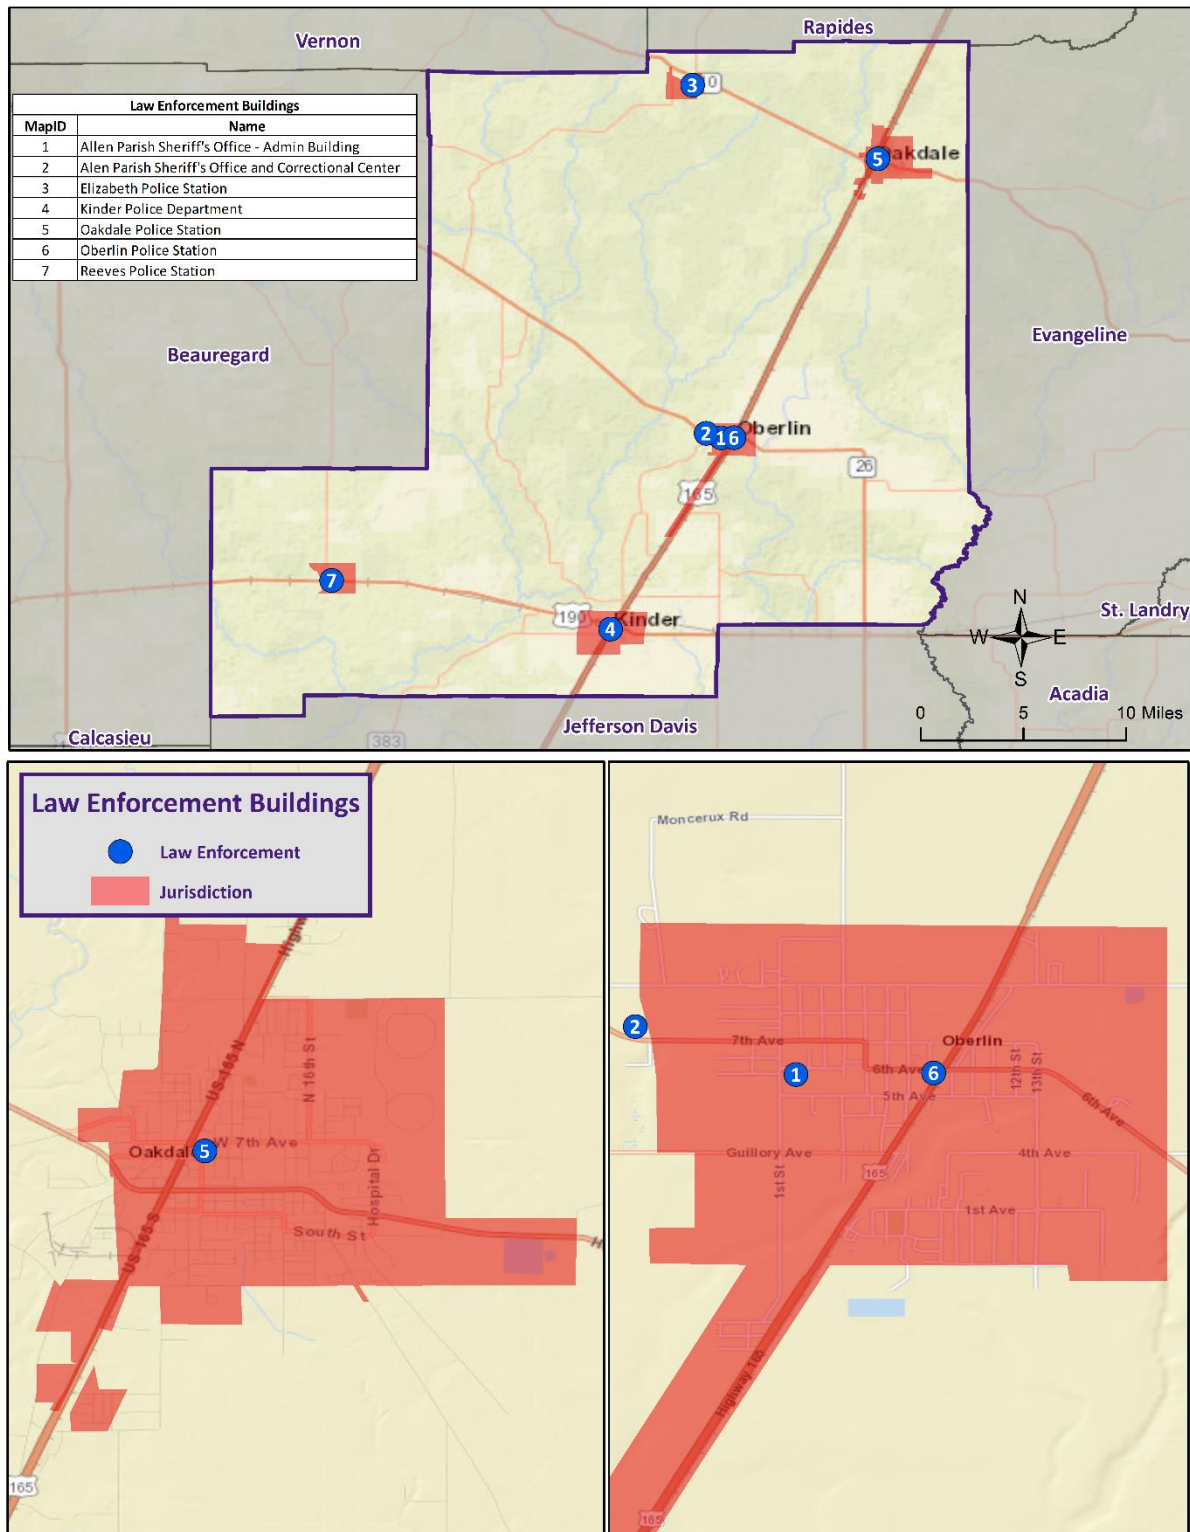 Vernon
Rapides
Law Enforcement Buildings
MapID Name
1 Allen Parish Sheriff's Office - Admin Building
2 Alen Parish Sheriff's Office and Correctional Center
3 Elizabeth Police Station
4 Kinder Police Department
5 Oakdale Police Station
6 Oberlin Police Station
7 Reeves Police Station
3
10
5 Oakdale
Beauregard
Evangeline
2 1 6 Oberlin
26
165
7
190
4 Kinder
N
W E
S
St. Landry
Acadia
0 5 10 Miles
Jefferson Davis
Calcasieu
383
Law Enforcement Buildings
Law Enforcement
Jurisdiction
US-165 N
N 16th St
W 7th Ave
Oakdale
5
Hospital Dr
South St
US-165 S
165
Moncerux Rd
2
7th Ave
Oberlin
1
6th Ave
6
12th St
13th St
5th Ave
6th Ave
Guillory Ave
4th Ave
165
1st St
1st Ave
Highway 165
165